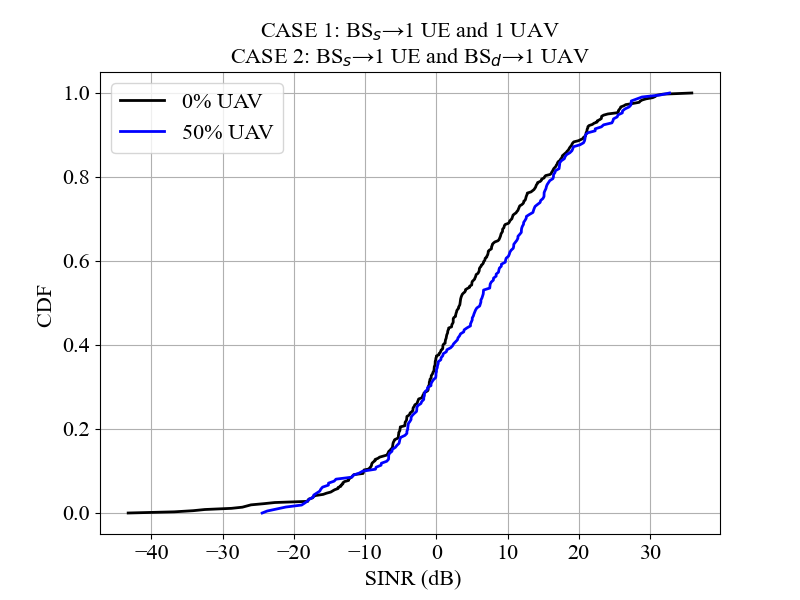 CASE 1: BSₛ→1 UE and 1 UAV
CASE 2: BSₛ→1 UE and BS_d→1 UAV
0% UAV
50% UAV
CDF
1.0
0.8
0.6
0.4
0.2
0.0
−40 −30 −20 −10 0 10 20 30
SINR (dB)